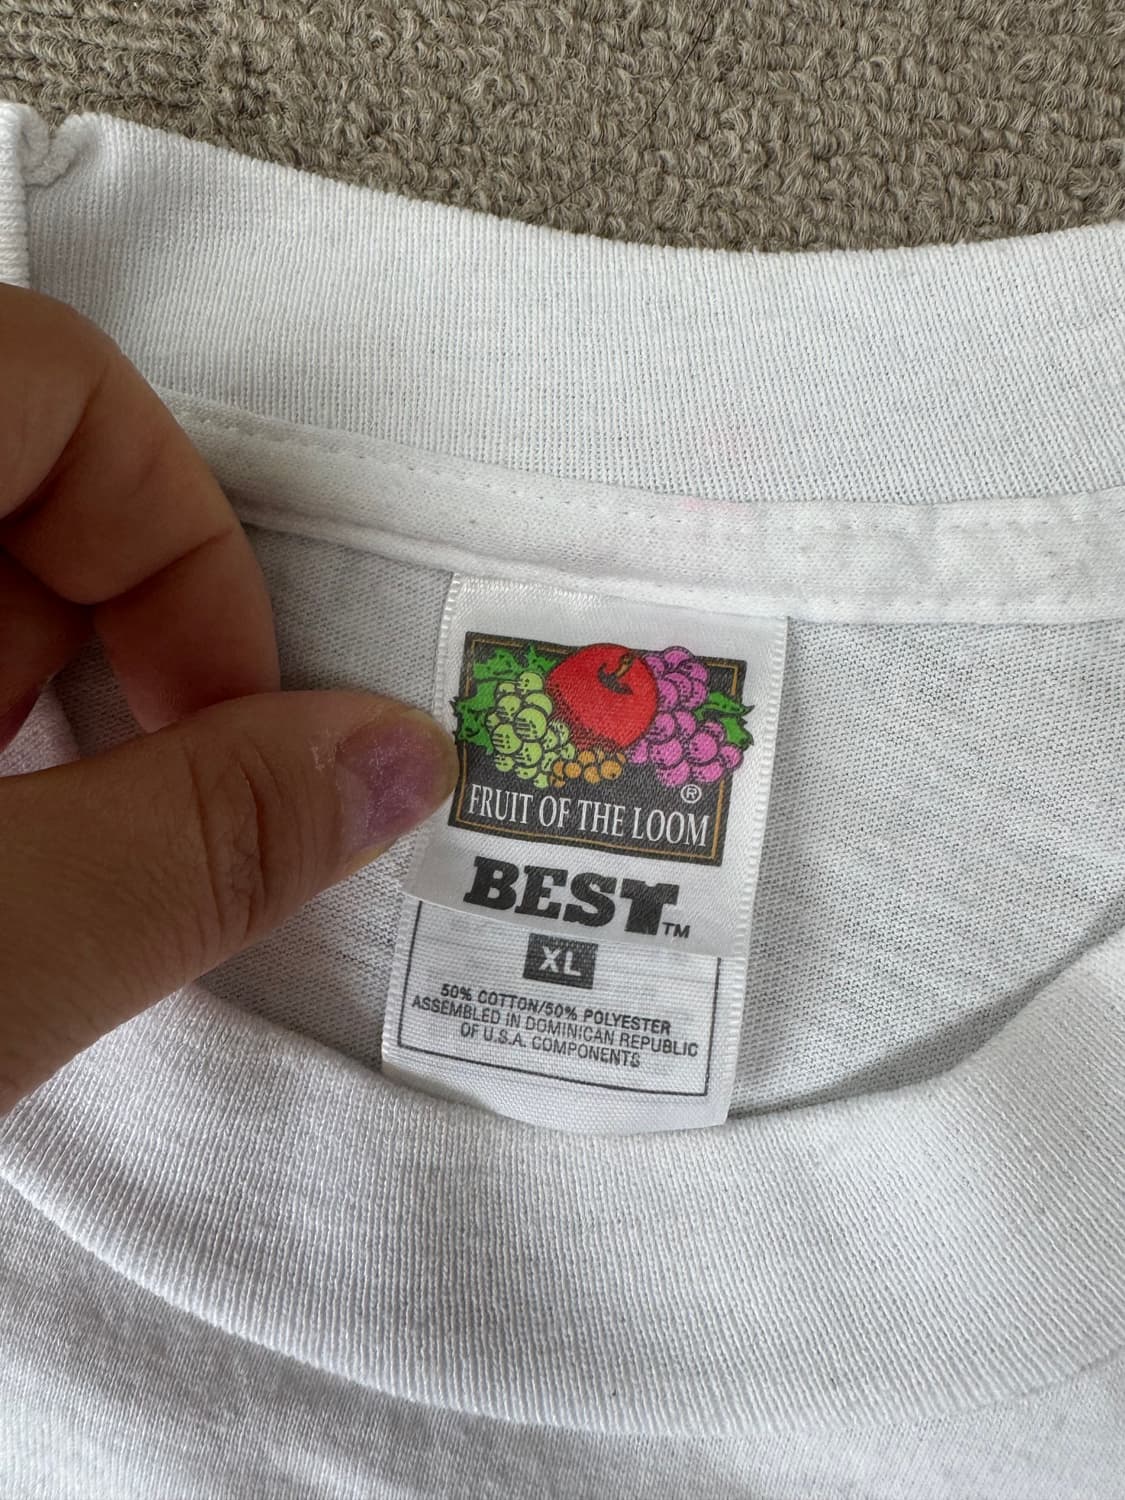 ®
FRUIT OF THE LOOM
BEST™
XL
50% COTTON/50% POLYESTER
ASSEMBLED IN DOMINICAN REPUBLIC
OF U.S.A. COMPONENTS